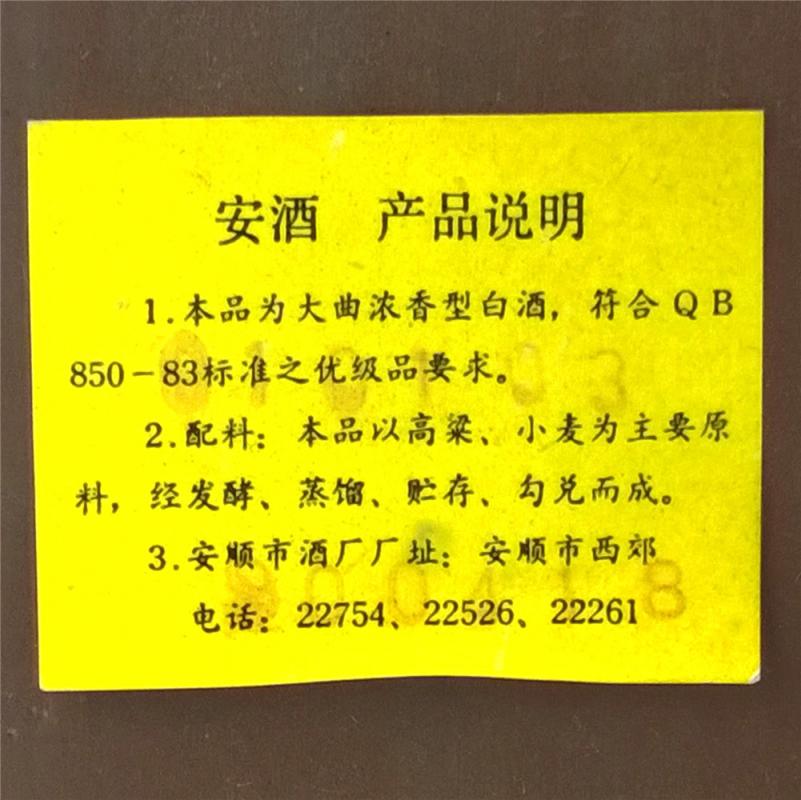 安酒 产品说明
1.本品为大曲浓香型白酒，符合QB
850-83标准之优级品要求。
2.配料：本品以高粱、小麦为主要原
料，经发酵、蒸馏、贮存、勾兑而成。
3.安顺市酒厂厂址：安顺市西郊
电话：22754、22526、22261